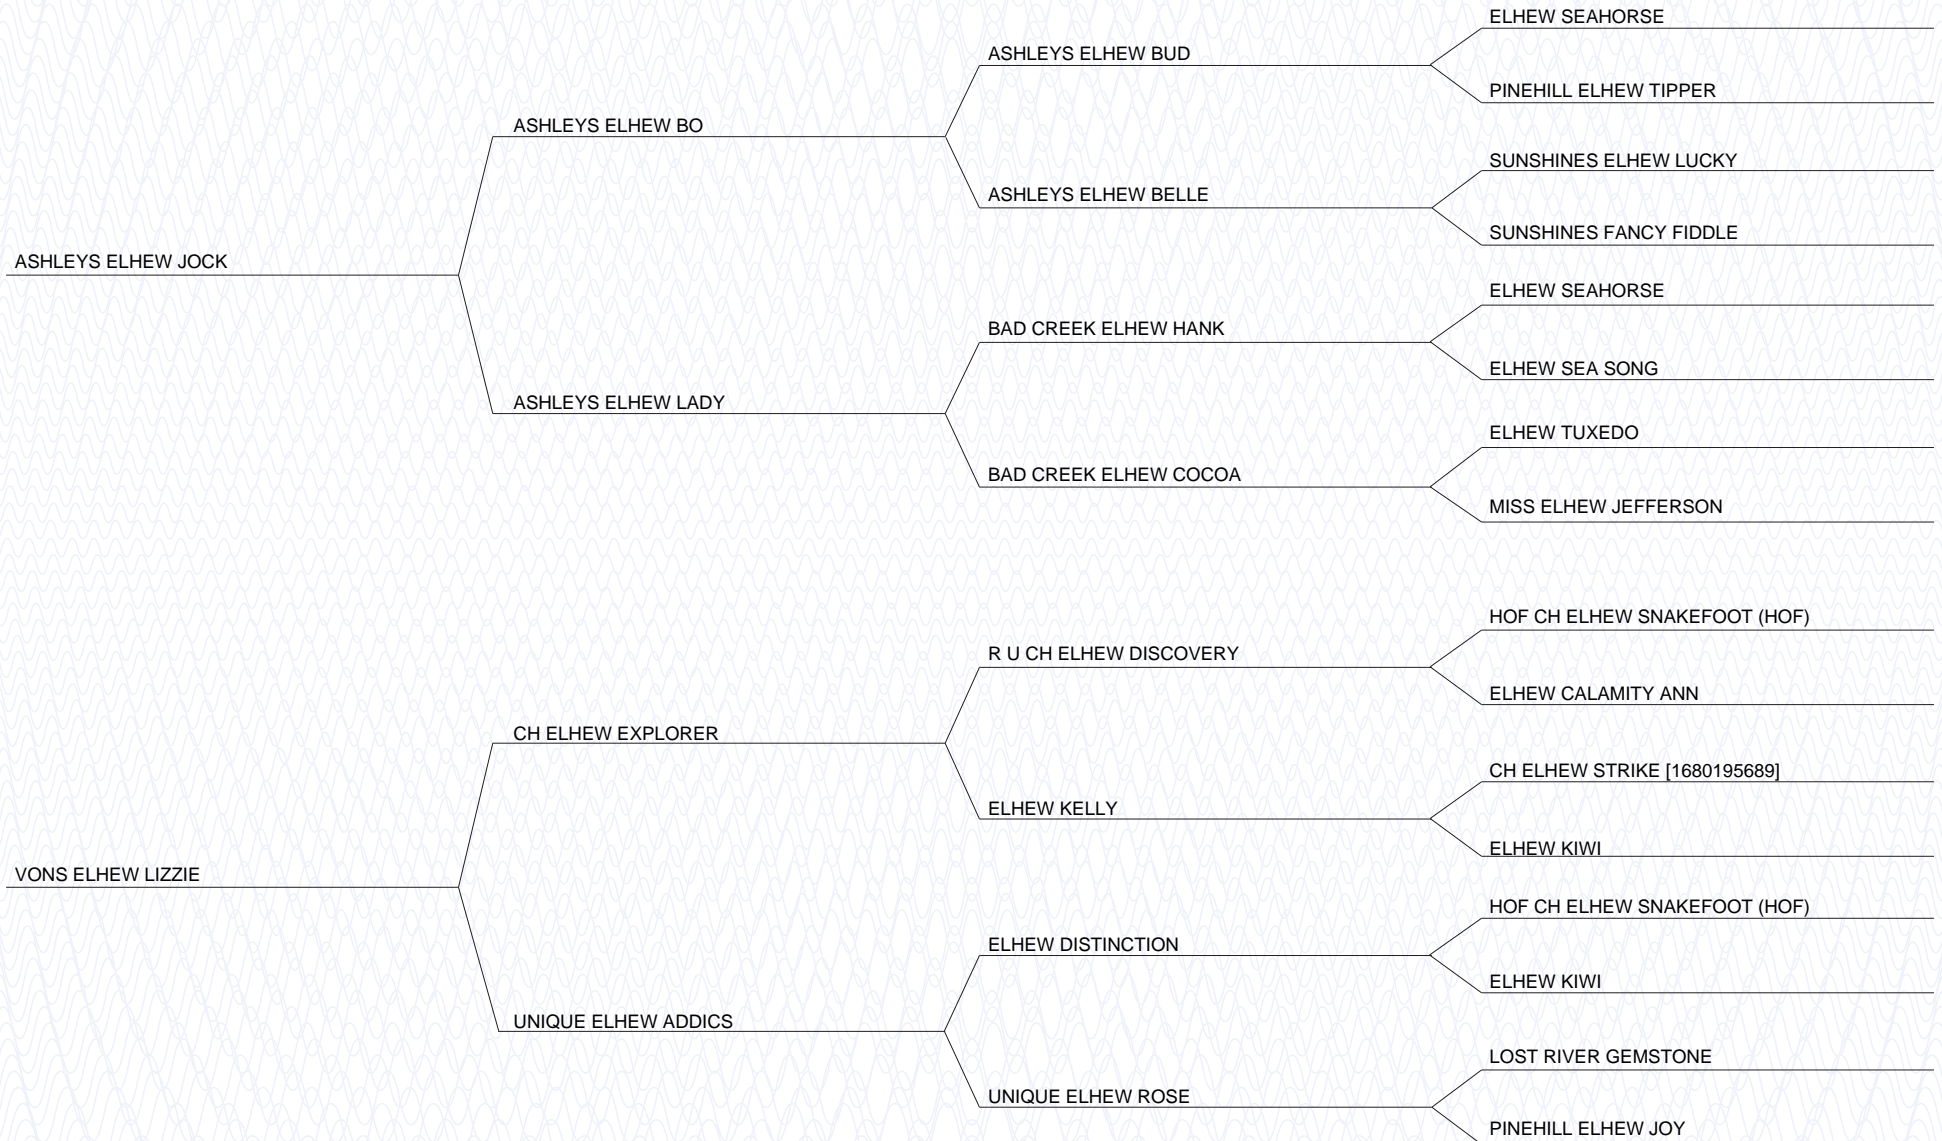 ELHEW SEAHORSE
ASHLEYS ELHEW BUD
PINEHILL ELHEW TIPPER
ASHLEYS ELHEW BO
SUNSHINES ELHEW LUCKY
ASHLEYS ELHEW BELLE
SUNSHINES FANCY FIDDLE
ASHLEYS ELHEW JOCK
ELHEW SEAHORSE
BAD CREEK ELHEW HANK
ELHEW SEA SONG
ASHLEYS ELHEW LADY
ELHEW TUXEDO
BAD CREEK ELHEW COCOA
MISS ELHEW JEFFERSON
HOF CH ELHEW SNAKEFOOT (HOF)
R U CH ELHEW DISCOVERY
ELHEW CALAMITY ANN
CH ELHEW EXPLORER
CH ELHEW STRIKE [1680195689]
ELHEW KELLY
ELHEW KIWI
VONS ELHEW LIZZIE
HOF CH ELHEW SNAKEFOOT (HOF)
ELHEW DISTINCTION
ELHEW KIWI
UNIQUE ELHEW ADDICS
LOST RIVER GEMSTONE
UNIQUE ELHEW ROSE
PINEHILL ELHEW JOY